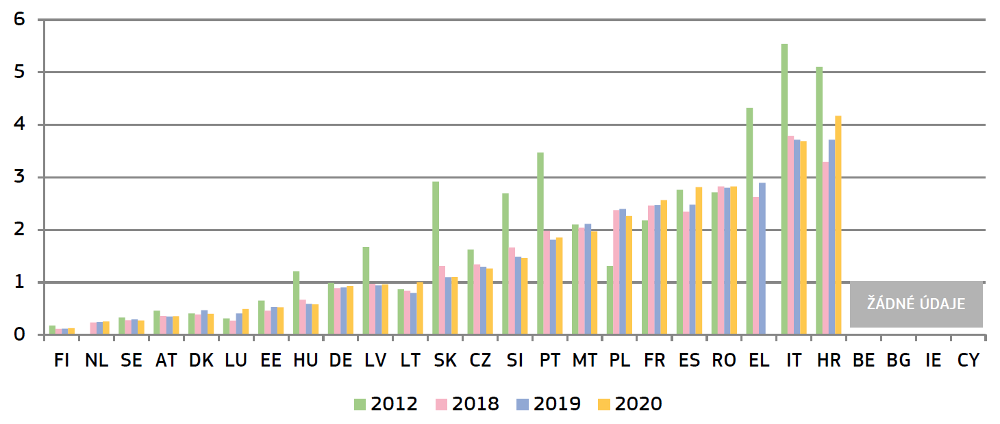 6
5
4
3
2
1
0
ŽÁDNÉ ÚDAJE
FI NL SE AT DK LU EE HU DE LV LT SK CZ SI PT MT PL FR ES RO EL IT HR BE BG IE CY
2012 2018 2019 2020